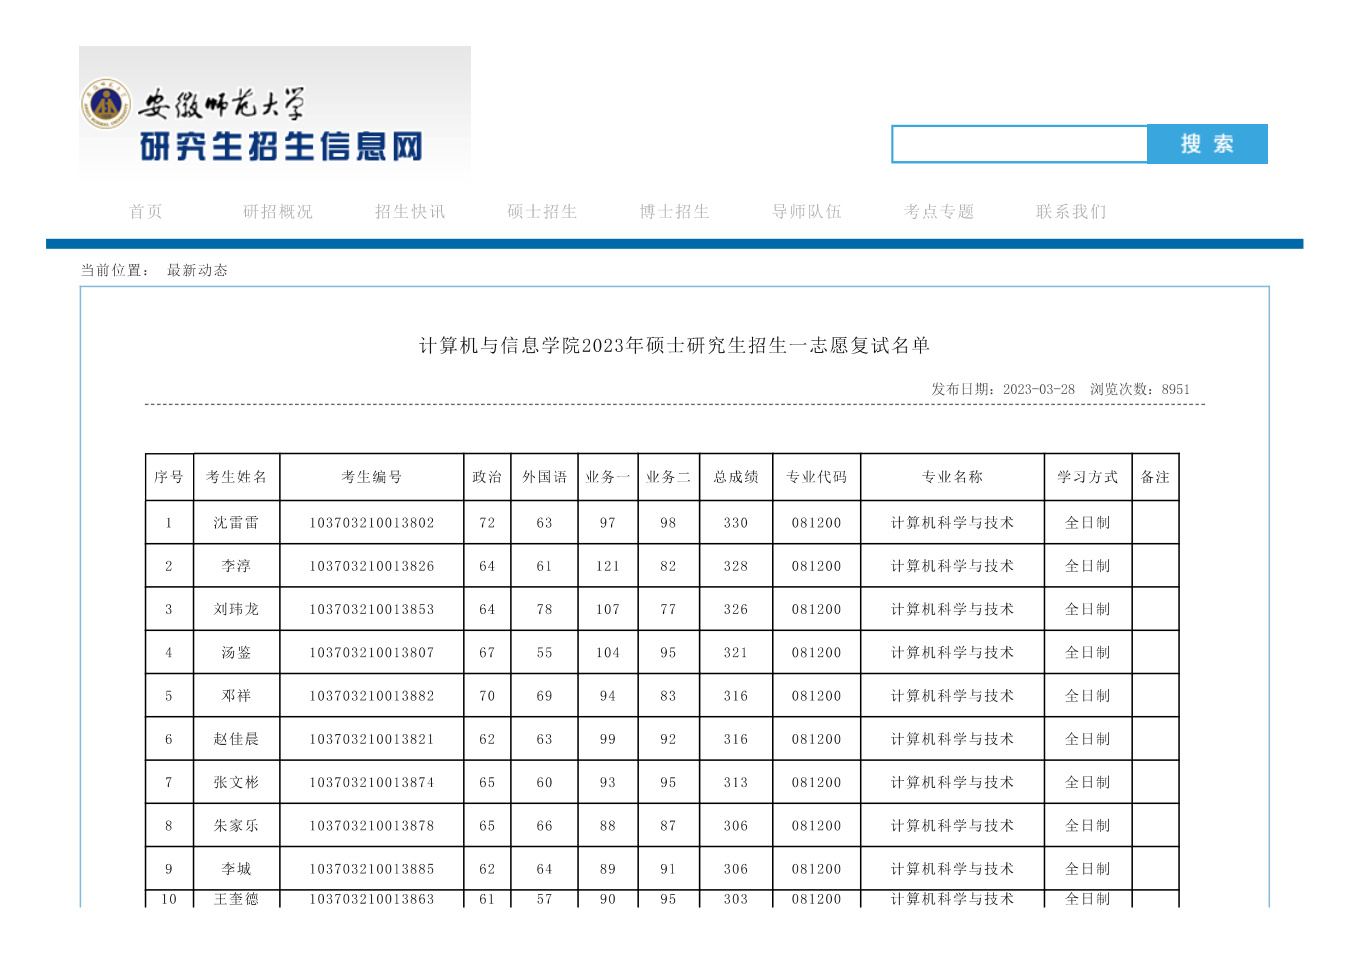 安徽师范大学
研究生招生信息网
搜 索
首页 研招概况 招生快讯 硕士招生 博士招生 导师队伍 考点专题 联系我们
当前位置： 最新动态
计算机与信息学院2023年硕士研究生招生一志愿复试名单
发布日期：2023-03-28 浏览次数：8951
序号 考生姓名 考生编号 政治 外国语 业务一 业务二 总成绩 专业代码 专业名称 学习方式 备注
1 沈雷雷 103703210013802 72 63 97 98 330 081200 计算机科学与技术 全日制
2 李淳 103703210013826 64 61 121 82 328 081200 计算机科学与技术 全日制
3 刘玮龙 103703210013853 64 78 107 77 326 081200 计算机科学与技术 全日制
4 汤鉴 103703210013807 67 55 104 95 321 081200 计算机科学与技术 全日制
5 邓祥 103703210013882 70 69 94 83 316 081200 计算机科学与技术 全日制
6 赵佳晨 103703210013821 62 63 99 92 316 081200 计算机科学与技术 全日制
7 张文彬 103703210013874 65 60 93 95 313 081200 计算机科学与技术 全日制
8 朱家乐 103703210013878 65 66 88 87 306 081200 计算机科学与技术 全日制
9 李城 103703210013885 62 64 89 91 306 081200 计算机科学与技术 全日制
10 王奎德 103703210013863 61 57 90 95 303 081200 计算机科学与技术 全日制